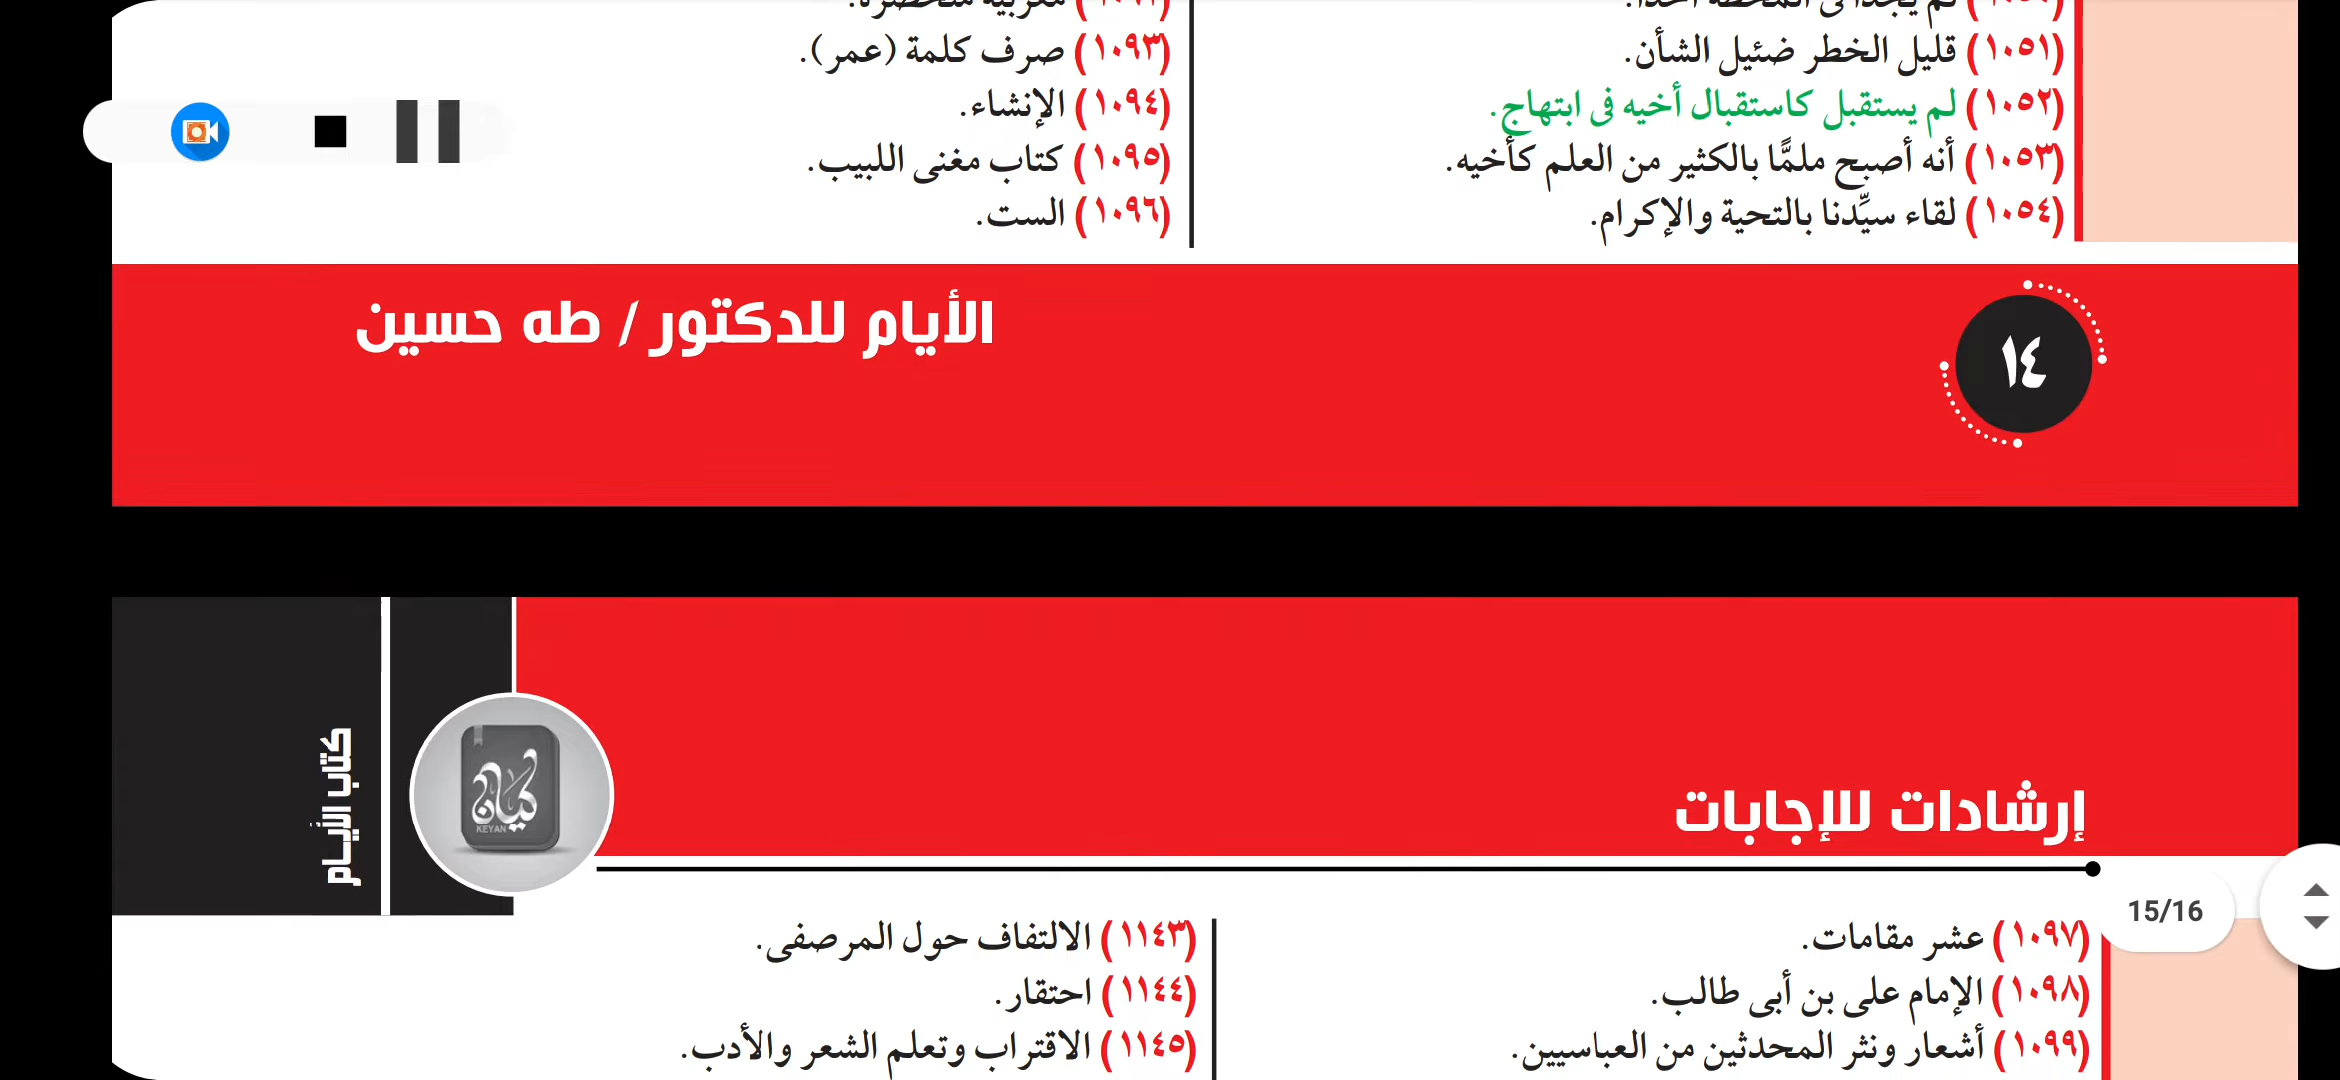 (١٠٥١) قليل الخطر ضئيل الشأن.
(١٠٥٢) لم يستقبل كاستقبال أخيه فى ابتهاج.
(١٠٥٣) أنه أصبح ملمًّا بالكثير من العلم كأخيه.
(١٠٥٤) لقاء سيِّدنا بالتحية والإكرام.
(١٠٩٣) صرف كلمة (عمر).
(١٠٩٤) الإنشاء.
(١٠٩٥) كتاب مغنى اللبيب.
(١٠٩٦) الست.
١٤
الأيام للدكتور / طه حسين
كتاب الأيام
كيان
KEYAN
إرشادات للإجابات
15/16
(١٠٩٧) عشر مقامات.
(١٠٩٨) الإمام على بن أبى طالب.
(١٠٩٩) أشعار ونثر المحدثين من العباسيين.
(١١٤٣) الالتفاف حول المرصفى.
(١١٤٤) احتقار.
(١١٤٥) الاقتراب وتعلم الشعر والأدب.